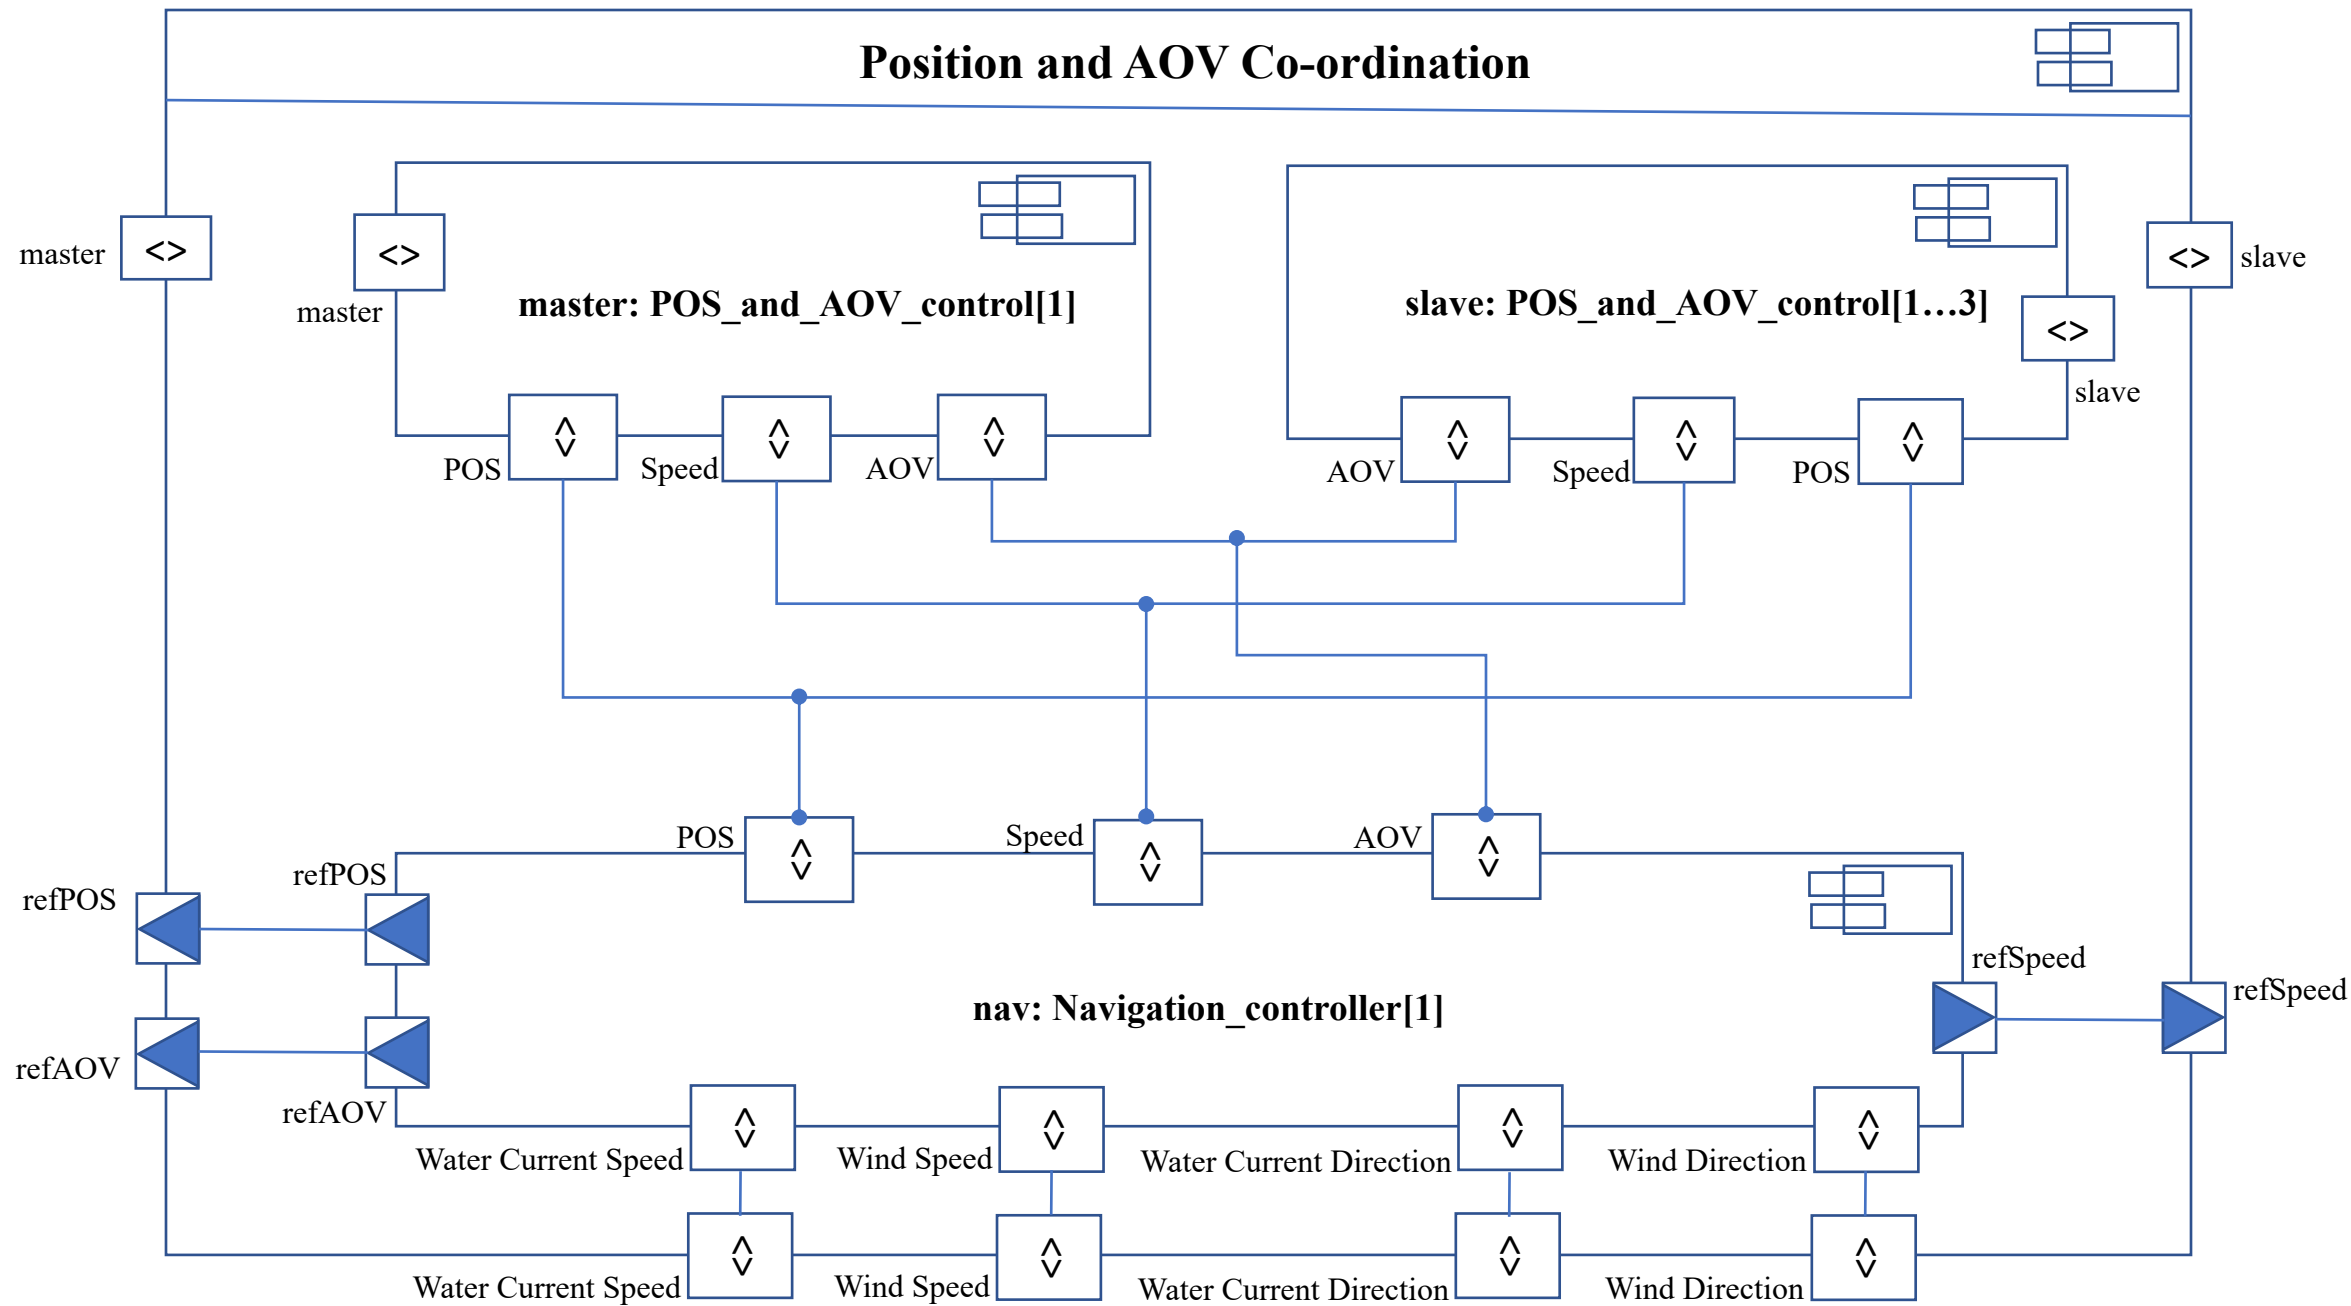 Position and AOV Co-ordination
master
<>
<>
master
master: POS_and_AOV_control[1]
slave: POS_and_AOV_control[1…3]
<>
slave
<>
slave
POS
<>
Speed
<>
AOV
<>
AOV
<>
Speed
<>
POS
<>
POS
<>
Speed
<>
AOV
<>
refPOS
refPOS
refAOV
refAOV
nav: Navigation_controller[1]
refSpeed
refSpeed
Water Current Speed
<>
Wind Speed
<>
Water Current Direction
<>
Wind Direction
<>
Water Current Speed
<>
Wind Speed
<>
Water Current Direction
<>
Wind Direction
<>